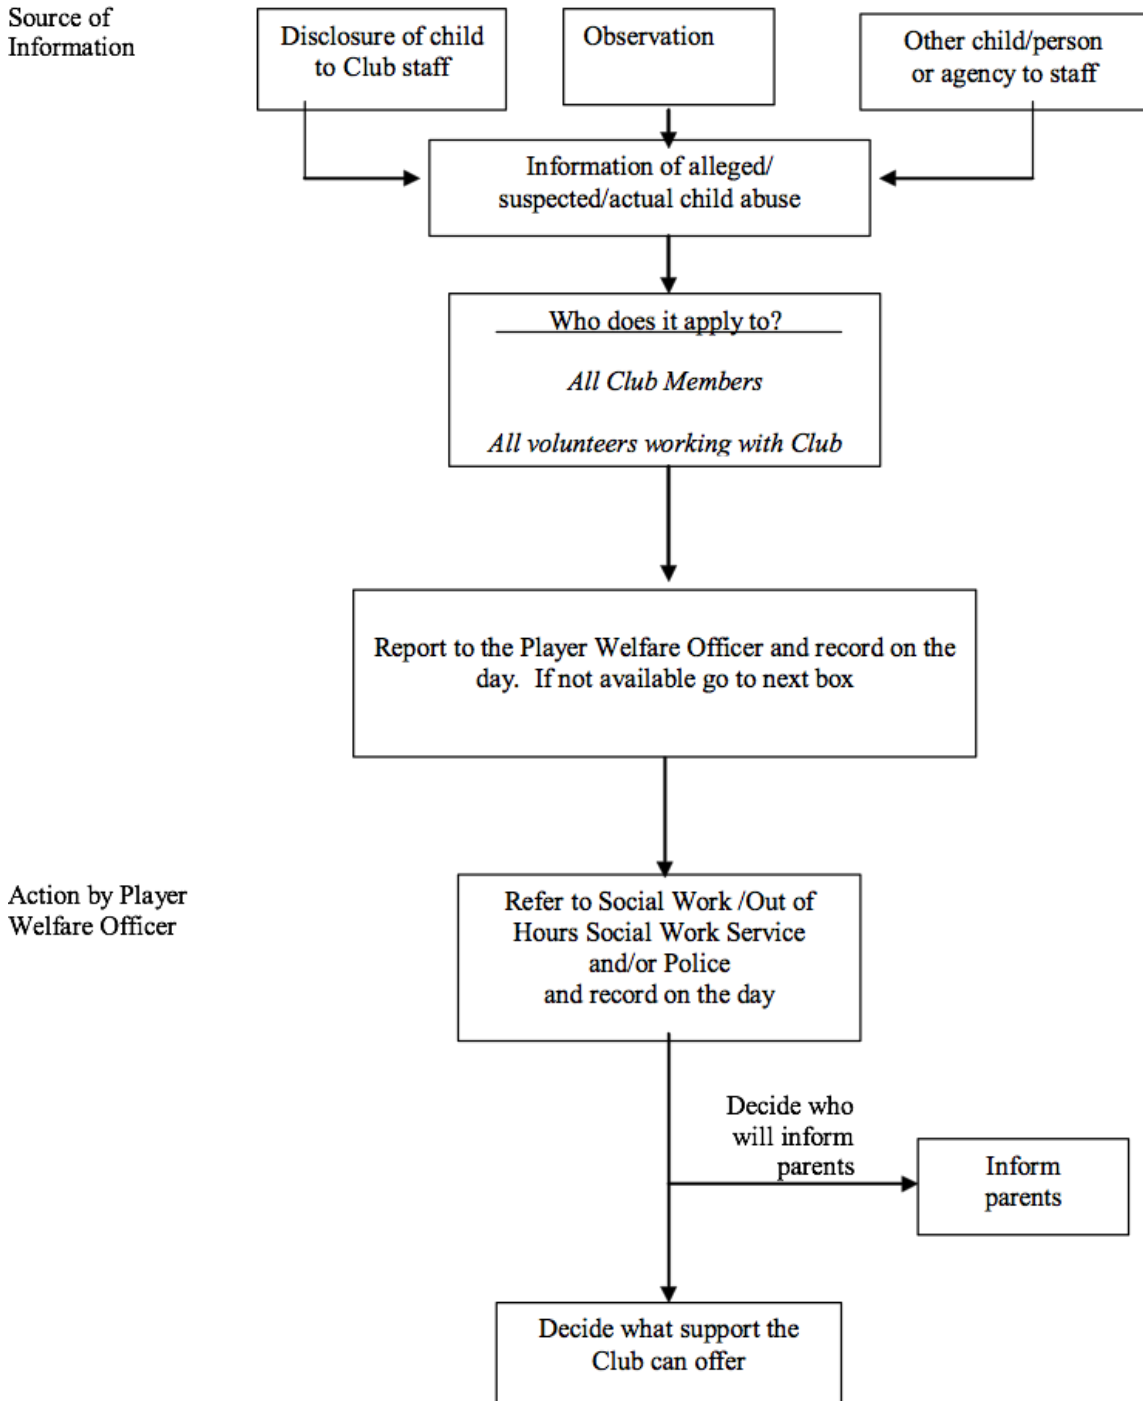 Source of
Information
Disclosure of child
to Club staff
Observation
Other child/person
or agency to staff
Information of alleged/
suspected/actual child abuse
Who does it apply to?
All Club Members
All volunteers working with Club
Report to the Player Welfare Officer and record on the
day.  If not available go to next box
Action by Player
Welfare Officer
Refer to Social Work /Out of
Hours Social Work Service
and/or Police
and record on the day
Decide who
will inform
parents
Inform
parents
Decide what support the
Club can offer